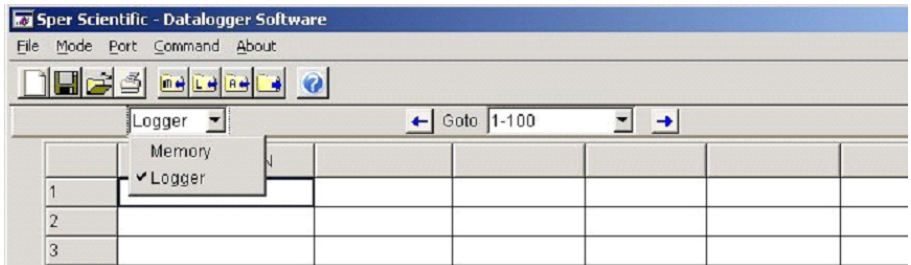 Sper Scientific - Datalogger Software
File Mode Port Command About
m L A
Logger Goto 1-100
Memory N
✔Logger
1
2
3